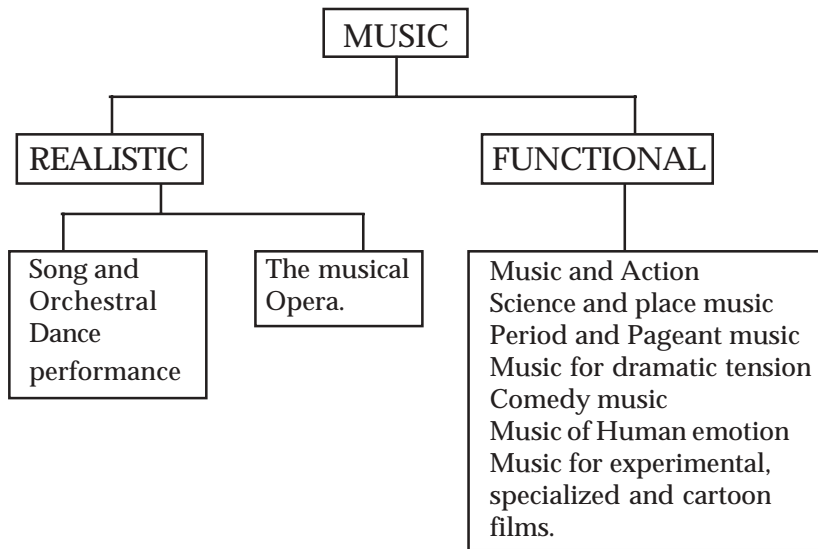 MUSIC
REALISTIC
FUNCTIONAL
Song and
Orchestral
Dance
performance
The musical
Opera.
Music and Action
Science and place music
Period and Pageant music
Music for dramatic tension
Comedy music
Music of Human emotion
Music for experimental,
specialized and cartoon
films.